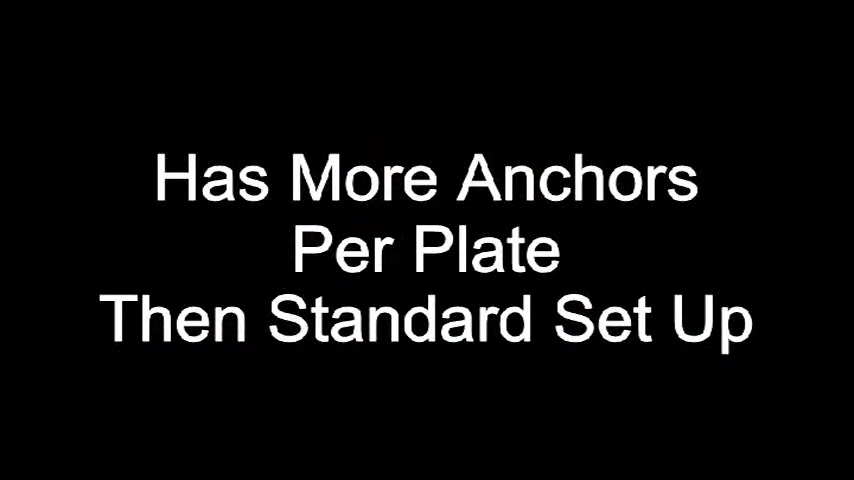 Has More Anchors
Per Plate
Then Standard Set Up